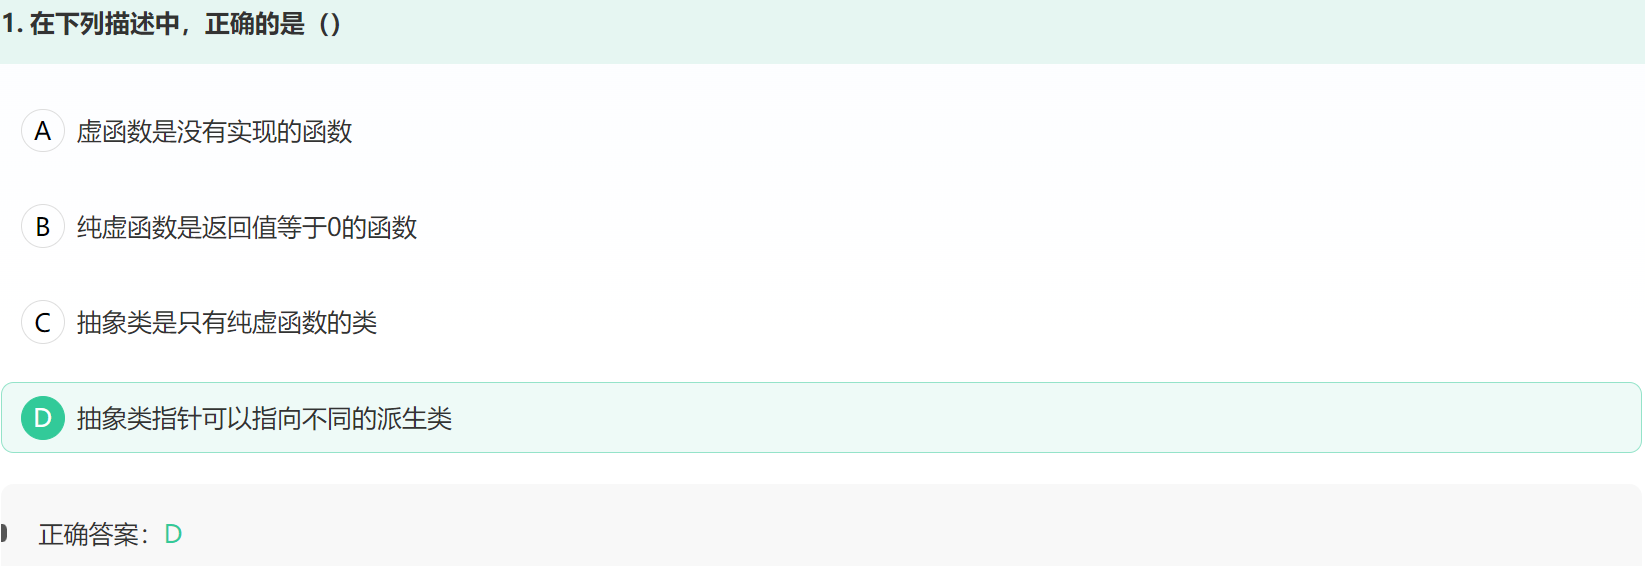 1. 在下列描述中，正确的是（）
A 虚函数是没有实现的函数
B 纯虚函数是返回值等于0的函数
C 抽象类是只有纯虚函数的类
D 抽象类指针可以指向不同的派生类
正确答案：D